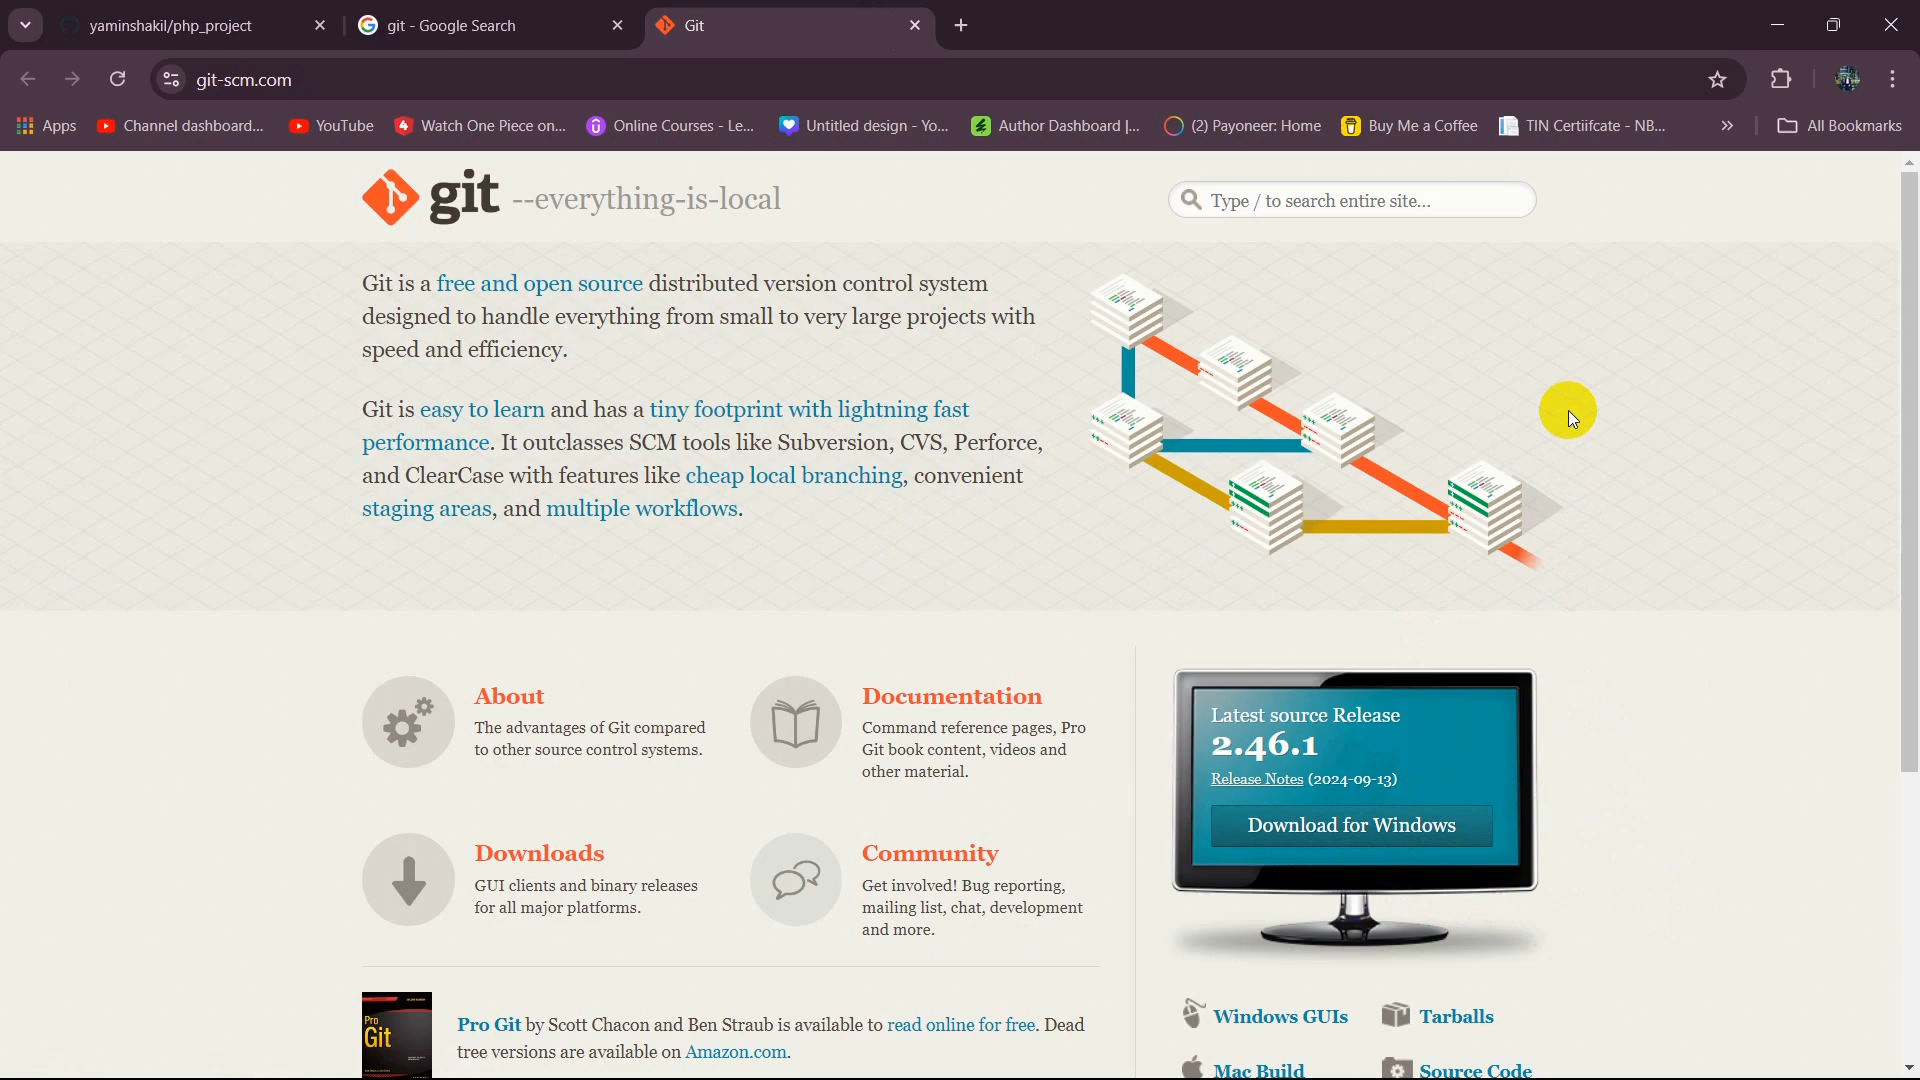 yaminshakil/php_project
git - Google Search
Git
git-scm.com
Apps
Channel dashboard...
YouTube
Watch One Piece on...
Online Courses - Le...
Untitled design - Yo...
Author Dashboard |...
(2) Payoneer: Home
Buy Me a Coffee
TIN Certiifcate - NB...
»
All Bookmarks
git --everything-is-local
Type / to search entire site...
Git is a free and open source distributed version control system
designed to handle everything from small to very large projects with
speed and efficiency.
Git is easy to learn and has a tiny footprint with lightning fast
performance. It outclasses SCM tools like Subversion, CVS, Perforce,
and ClearCase with features like cheap local branching, convenient
staging areas, and multiple workflows.
About
The advantages of Git compared
to other source control systems.
Documentation
Command reference pages, Pro
Git book content, videos and
other material.
Downloads
GUI clients and binary releases
for all major platforms.
Community
Get involved! Bug reporting,
mailing list, chat, development
and more.
Latest source Release
2.46.1
Release Notes (2024-09-13)
Download for Windows
Pro
Git
Pro Git by Scott Chacon and Ben Straub is available to read online for free. Dead
tree versions are available on Amazon.com.
Windows GUIs
Tarballs
Mac Build
Source Code